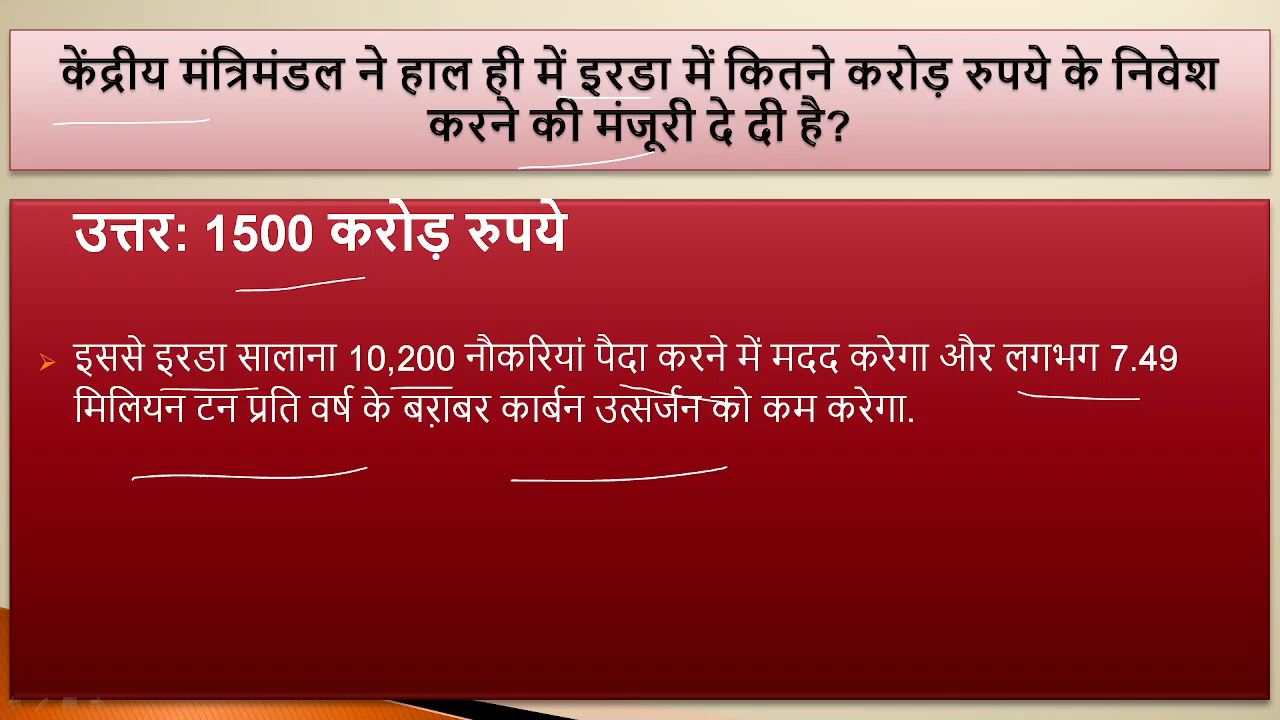 केंद्रीय मंत्रिमंडल ने हाल ही में इरडा में कितने करोड़ रुपये के निवेश
करने की मंजूरी दे दी है?
उत्तर: 1500 करोड़ रुपये
इससे इरडा सालाना 10,200 नौकरियां पैदा करने में मदद करेगा और लगभग 7.49
मिलियन टन प्रति वर्ष के बराबर कार्बन उत्सर्जन को कम करेगा.